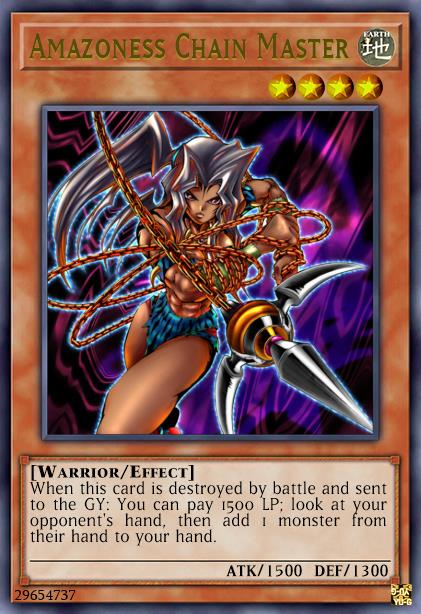 Amazoness Chain Master
EARTH
地
[Warrior/Effect]
When this card is destroyed by battle and sent
to the GY: You can pay 1500 LP; look at your
opponent's hand, then add 1 monster from
their hand to your hand.
ATK/1500 DEF/1300
29654737